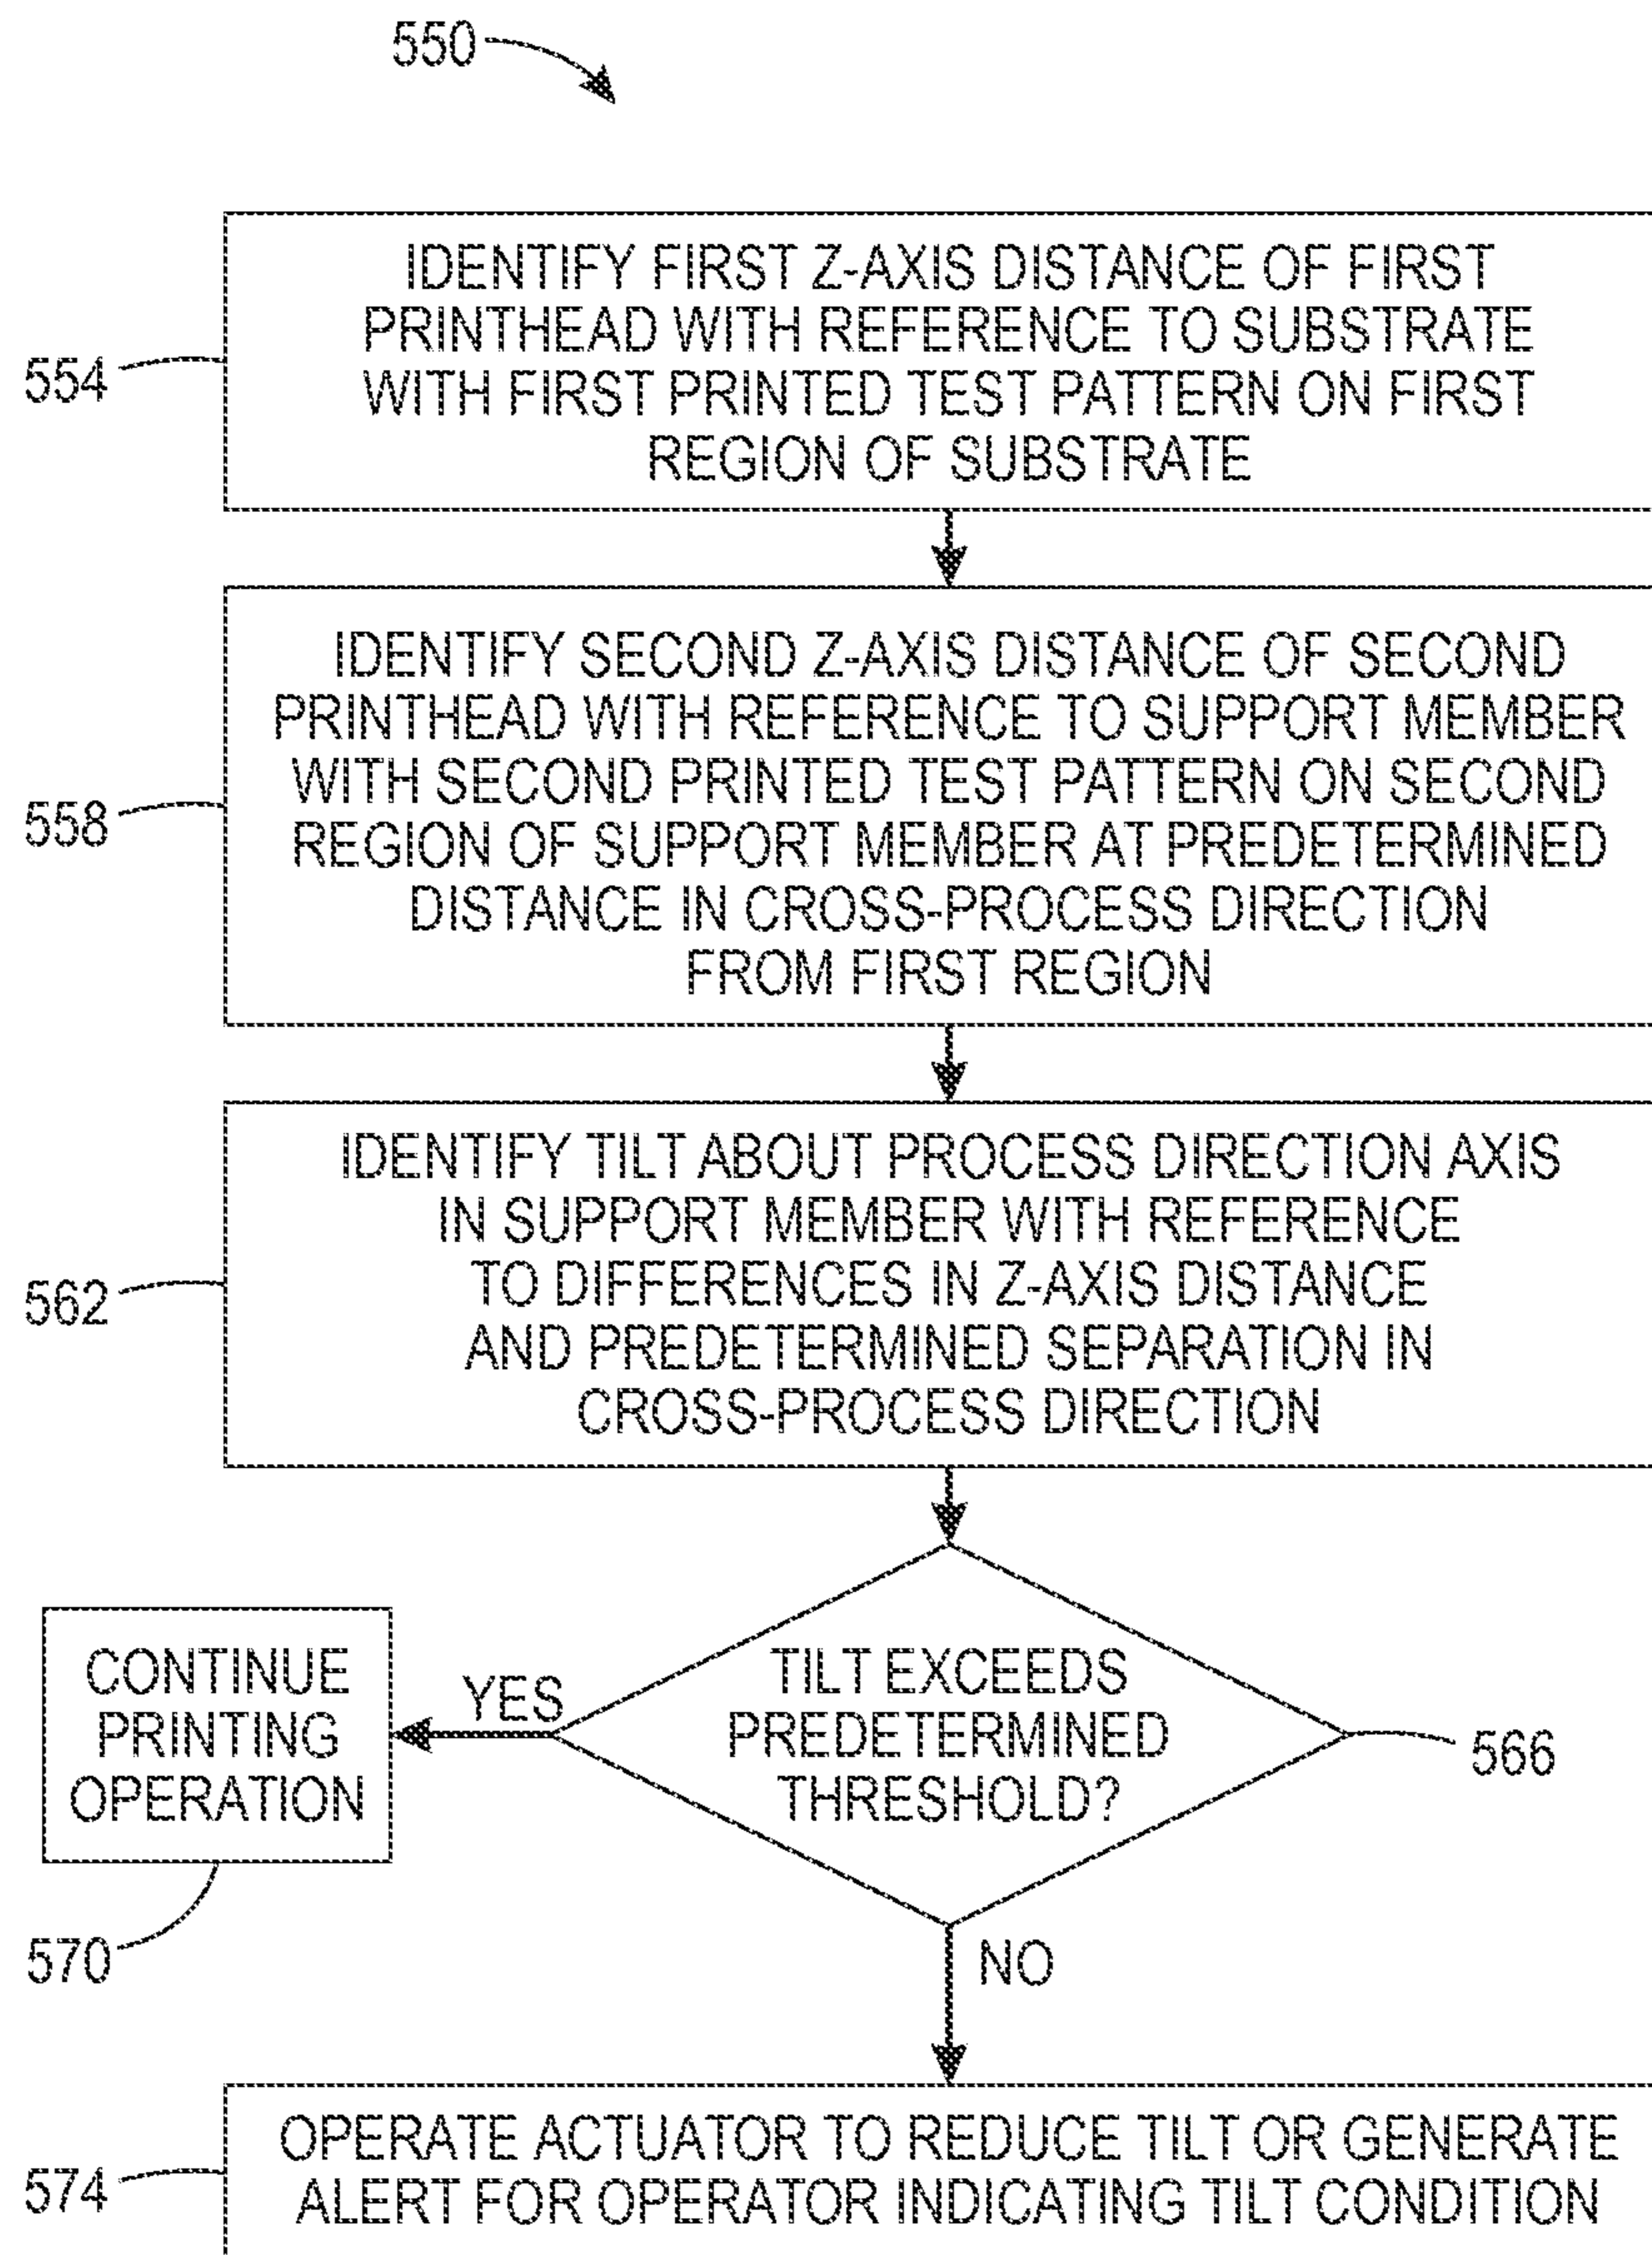 550
IDENTIFY FIRST Z-AXIS DISTANCE OF FIRST
PRINTHEAD WITH REFERENCE TO SUBSTRATE
WITH FIRST PRINTED TEST PATTERN ON FIRST
REGION OF SUBSTRATE
554
IDENTIFY SECOND Z-AXIS DISTANCE OF SECOND
PRINTHEAD WITH REFERENCE TO SUPPORT MEMBER
WITH SECOND PRINTED TEST PATTERN ON SECOND
REGION OF SUPPORT MEMBER AT PREDETERMINED
DISTANCE IN CROSS-PROCESS DIRECTION
FROM FIRST REGION
558
IDENTIFY TILT ABOUT PROCESS DIRECTION AXIS
IN SUPPORT MEMBER WITH REFERENCE
TO DIFFERENCES IN Z-AXIS DISTANCE
AND PREDETERMINED SEPARATION IN
CROSS-PROCESS DIRECTION
562
TILT EXCEEDS
PREDETERMINED
THRESHOLD?
566
YES
CONTINUE
PRINTING
OPERATION
570
NO
OPERATE ACTUATOR TO REDUCE TILT OR GENERATE
ALERT FOR OPERATOR INDICATING TILT CONDITION
574